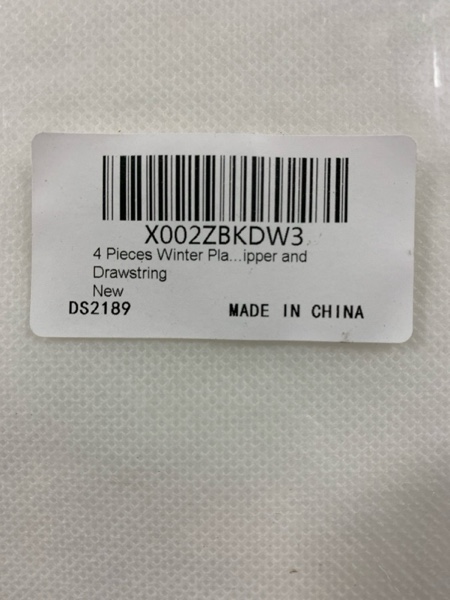 X002ZBKDW3
4 Pieces Winter Pla...ipper and
Drawstring
New
DS2189 MADE IN CHINA